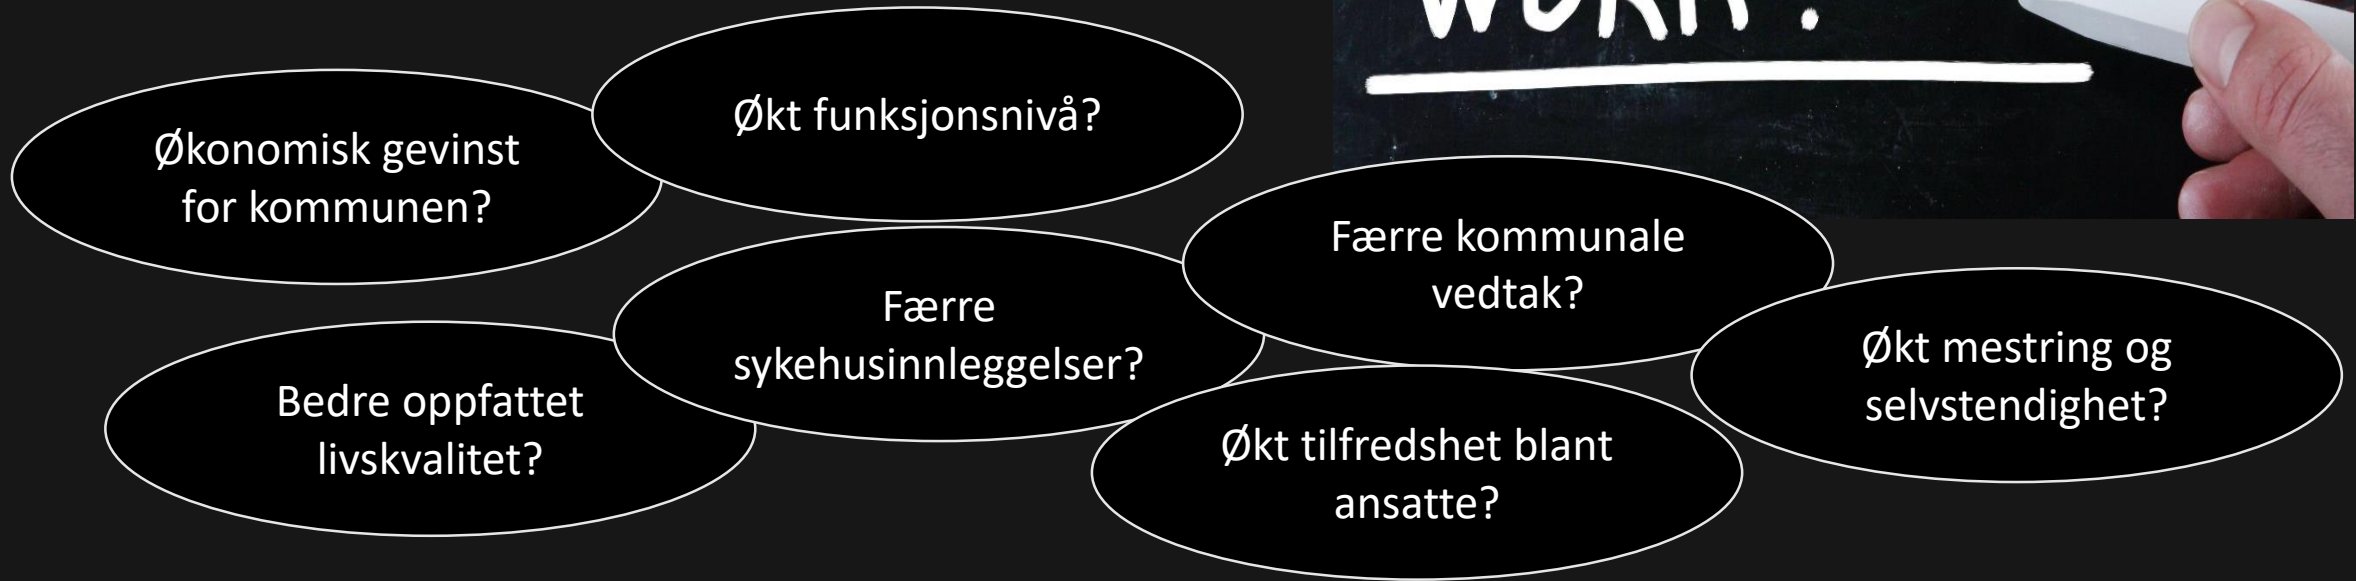 Økonomisk gevinst
for kommunen?
Økt funksjonsnivå?
Færre kommunale
vedtak?
Færre
sykehusinnleggelser?
Økt mestring og
selvstendighet?
Bedre oppfattet
livskvalitet?
Økt tilfredshet blant
ansatte?